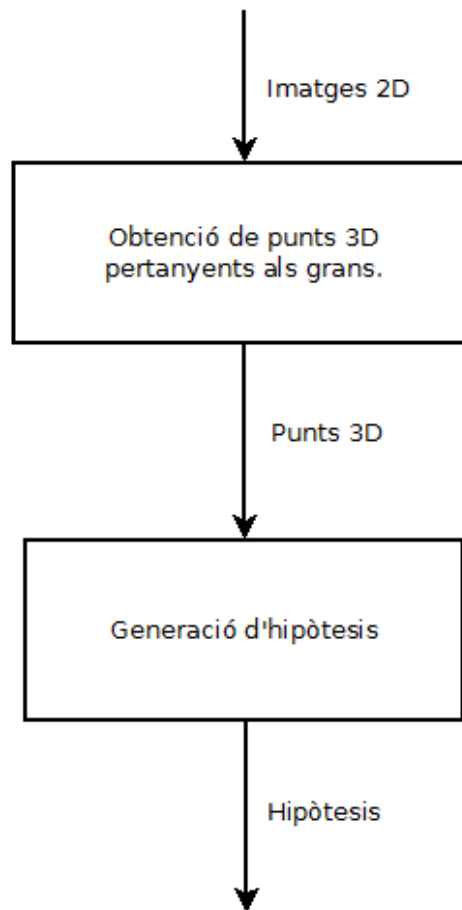 Imatges 2D
Obtenció de punts 3D
pertanyents als grans.
Punts 3D
Generació d'hipòtesis
Hipòtesis